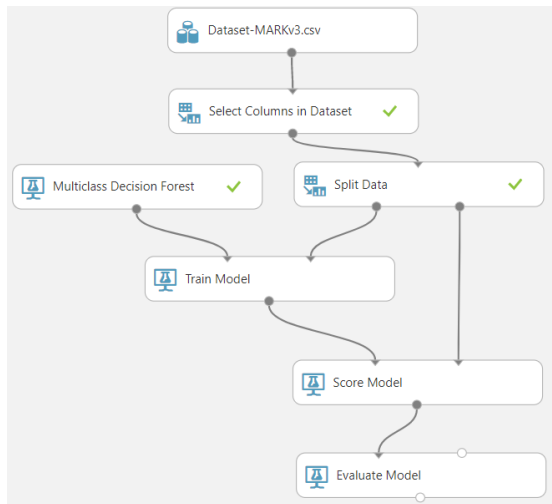 Dataset-MARKv3.csv
Select Columns in Dataset
Multiclass Decision Forest
Split Data
Train Model
Score Model
Evaluate Model